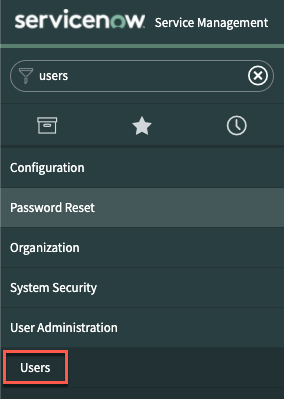 servicenow. Service Management
users
Configuration
Password Reset
Organization
System Security
User Administration
Users